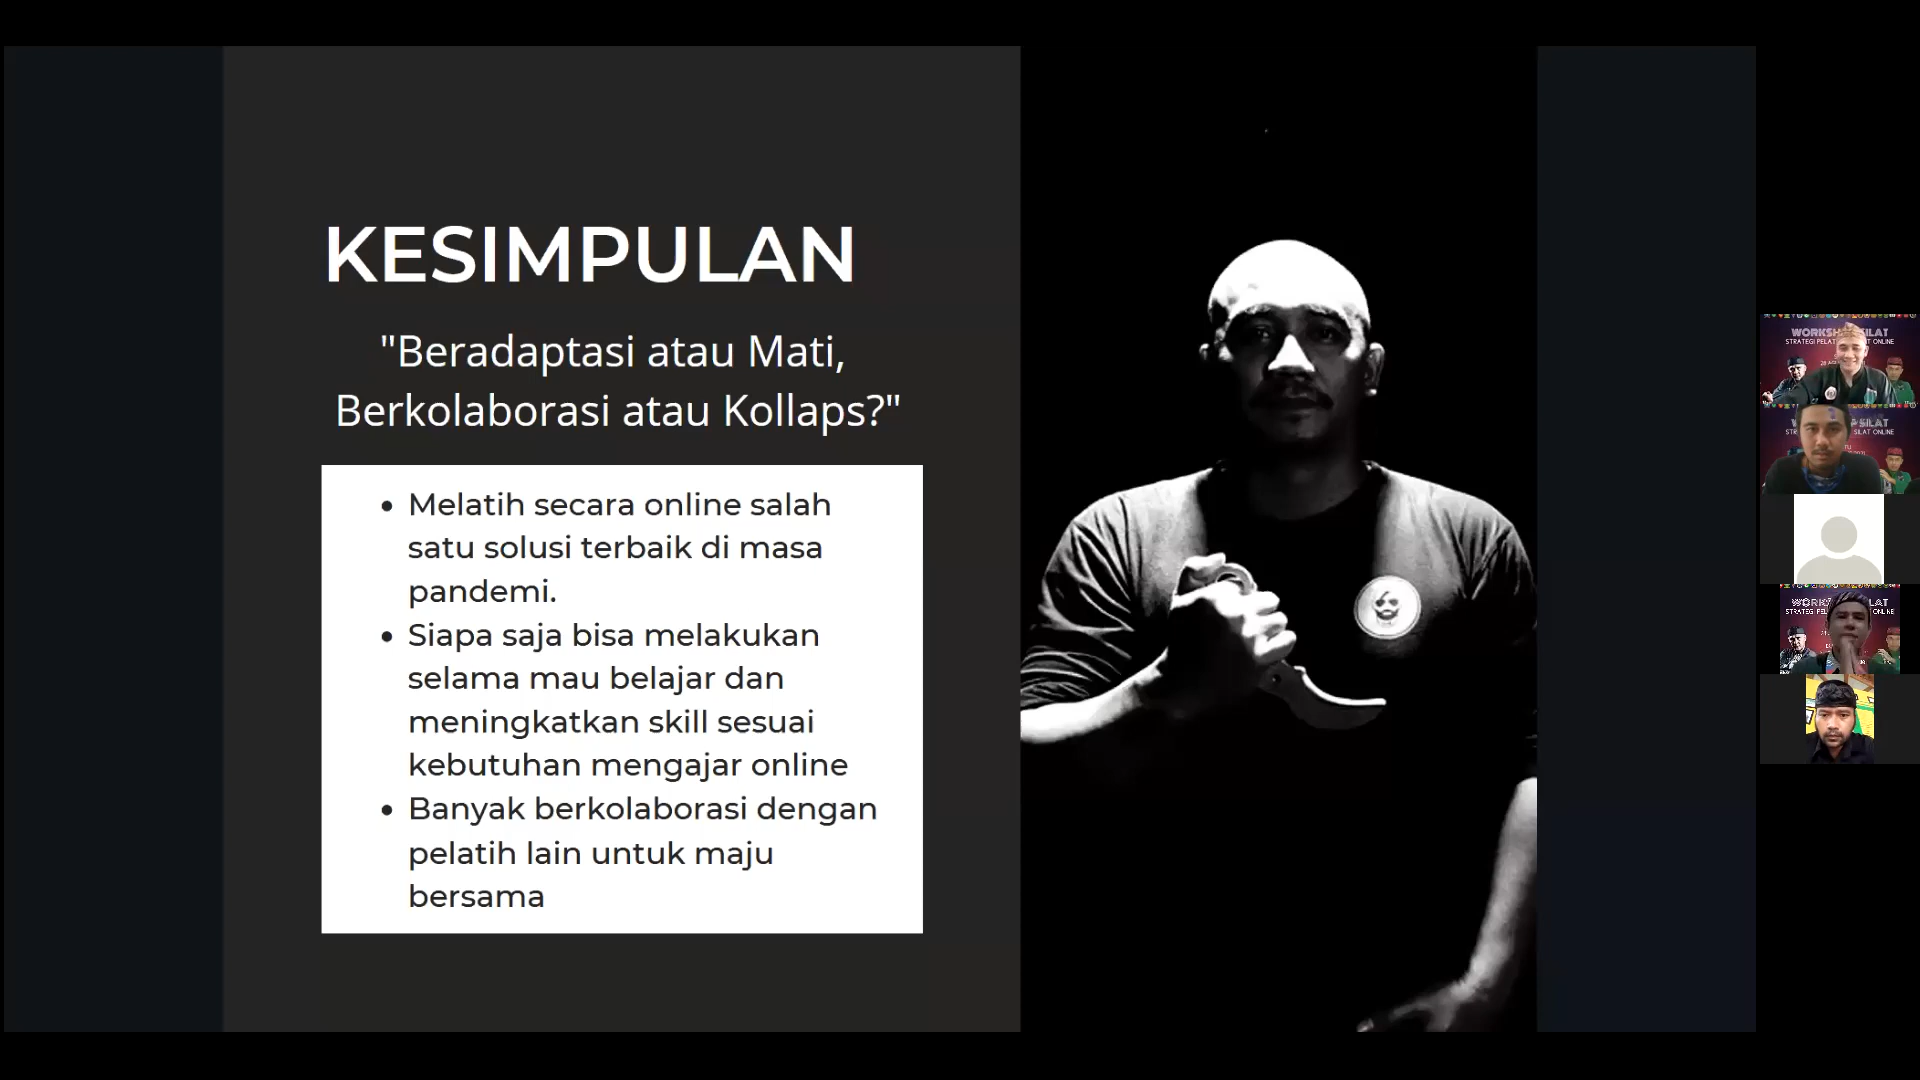 KESIMPULAN
"Beradaptasi atau Mati,
Berkolaborasi atau Kollaps?"
• Melatih secara online salah
satu solusi terbaik di masa
pandemi.
• Siapa saja bisa melakukan
selama mau belajar dan
meningkatkan skill sesuai
kebutuhan mengajar online
• Banyak berkolaborasi dengan
pelatih lain untuk maju
bersama